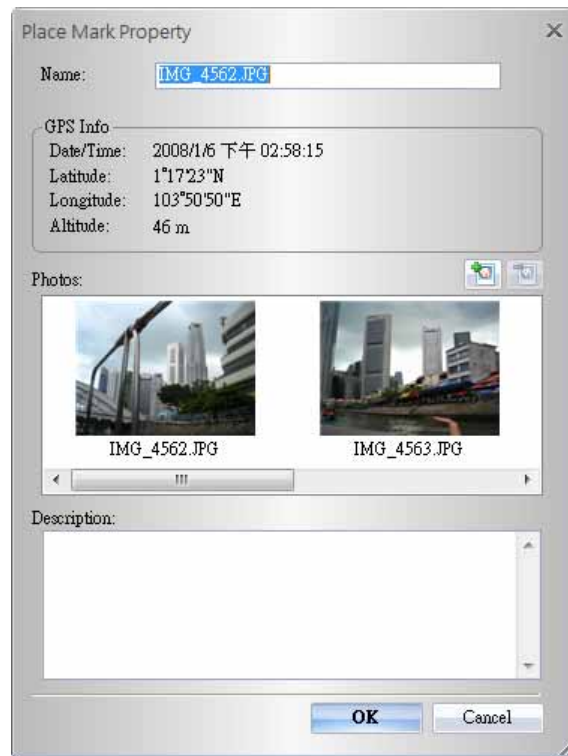 Place Mark Property
Name: IMG_4562.JPG
GPS Info
Date/Time: 2008/1/6 下午 02:58:15
Latitude: 1°17'23"N
Longitude: 103°50'50"E
Altitude: 46 m
Photos:
IMG_4562.JPG IMG_4563.JPG
Description:
OK Cancel